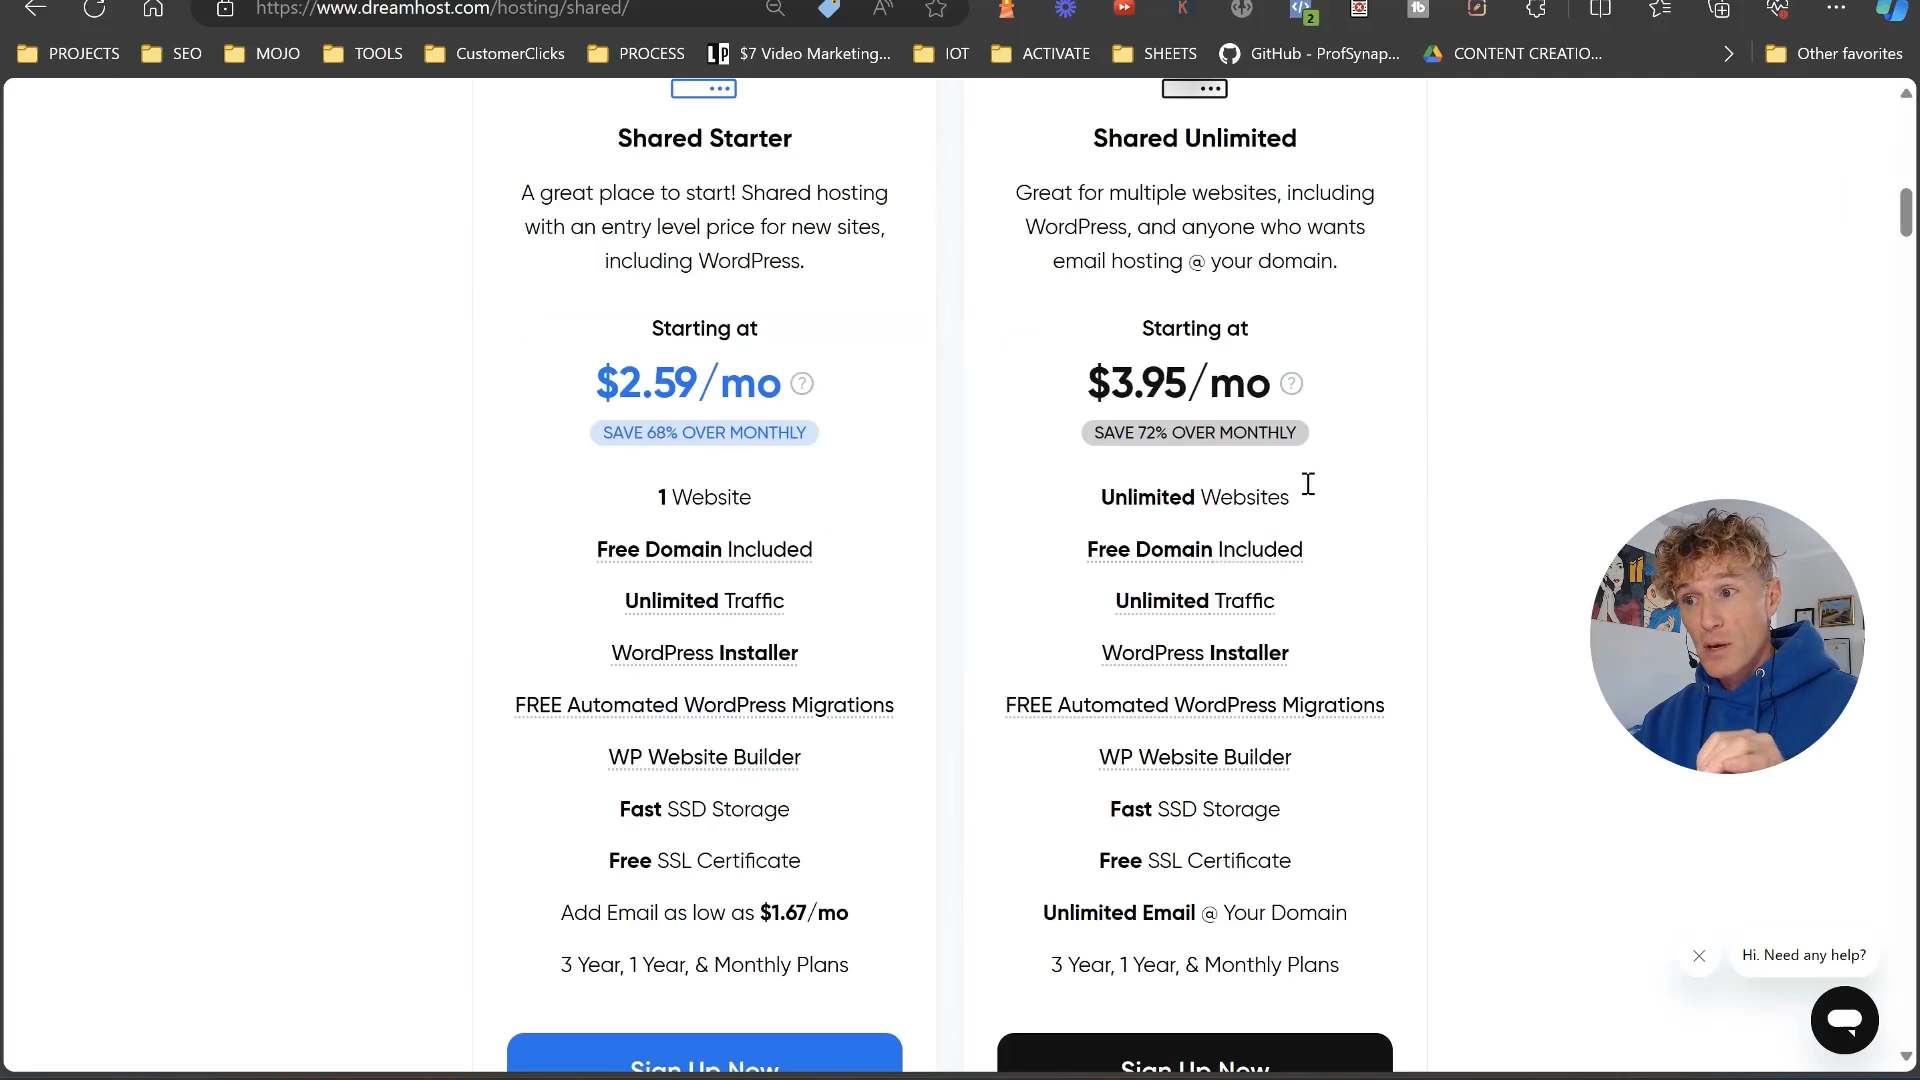 https://www.dreamhost.com/hosting/shared/
2
PROJECTS
SEO
MOJO
TOOLS
CustomerClicks
PROCESS
$7 Video Marketing...
IOT
ACTIVATE
SHEETS
GitHub - ProfSynap...
CONTENT CREATIO...
Other favorites
Shared Starter
A great place to start! Shared hosting
with an entry level price for new sites,
including WordPress.
Starting at
$2.59/mo ?
SAVE 68% OVER MONTHLY
1 Website
Free Domain Included
Unlimited Traffic
WordPress Installer
FREE Automated WordPress Migrations
WP Website Builder
Fast SSD Storage
Free SSL Certificate
Add Email as low as $1.67/mo
3 Year, 1 Year, & Monthly Plans
Sign Up Now
Shared Unlimited
Great for multiple websites, including
WordPress, and anyone who wants
email hosting @ your domain.
Starting at
$3.95/mo ?
SAVE 72% OVER MONTHLY
Unlimited Websites
Free Domain Included
Unlimited Traffic
WordPress Installer
FREE Automated WordPress Migrations
WP Website Builder
Fast SSD Storage
Free SSL Certificate
Unlimited Email @ Your Domain
3 Year, 1 Year, & Monthly Plans
Sign Up Now
Hi. Need any help?